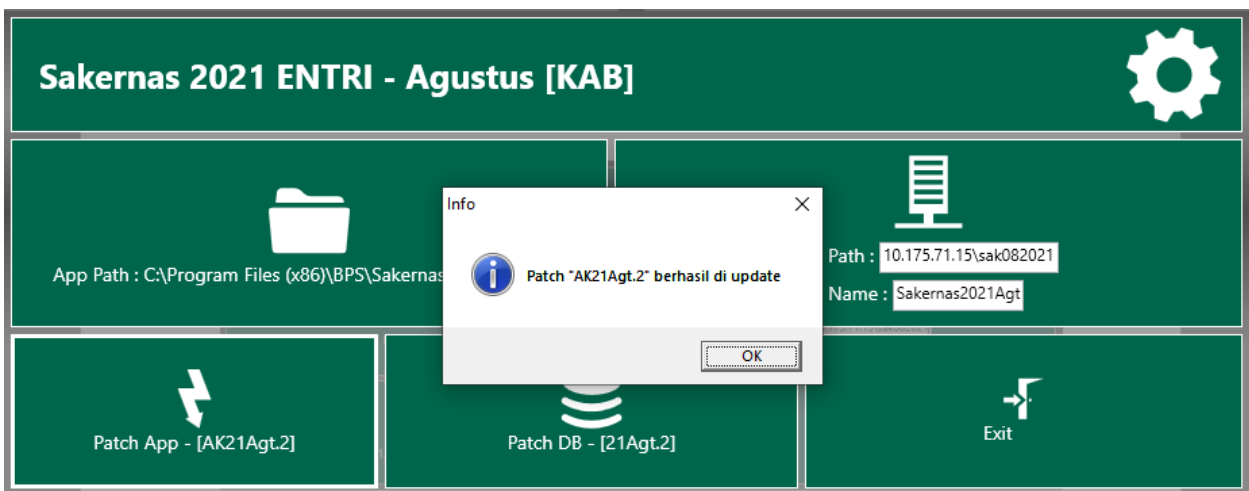 Sakernas 2021 ENTRI - Agustus [KAB]
App Path : C:\Program Files (x86)\BPS\Sakernas
Path : 10.175.71.15\sak082021
Name : Sakernas2021Agt
Info
Patch "AK21Agt.2" berhasil di update
OK
Patch App - [AK21Agt.2]
Patch DB - [21Agt.2]
Exit